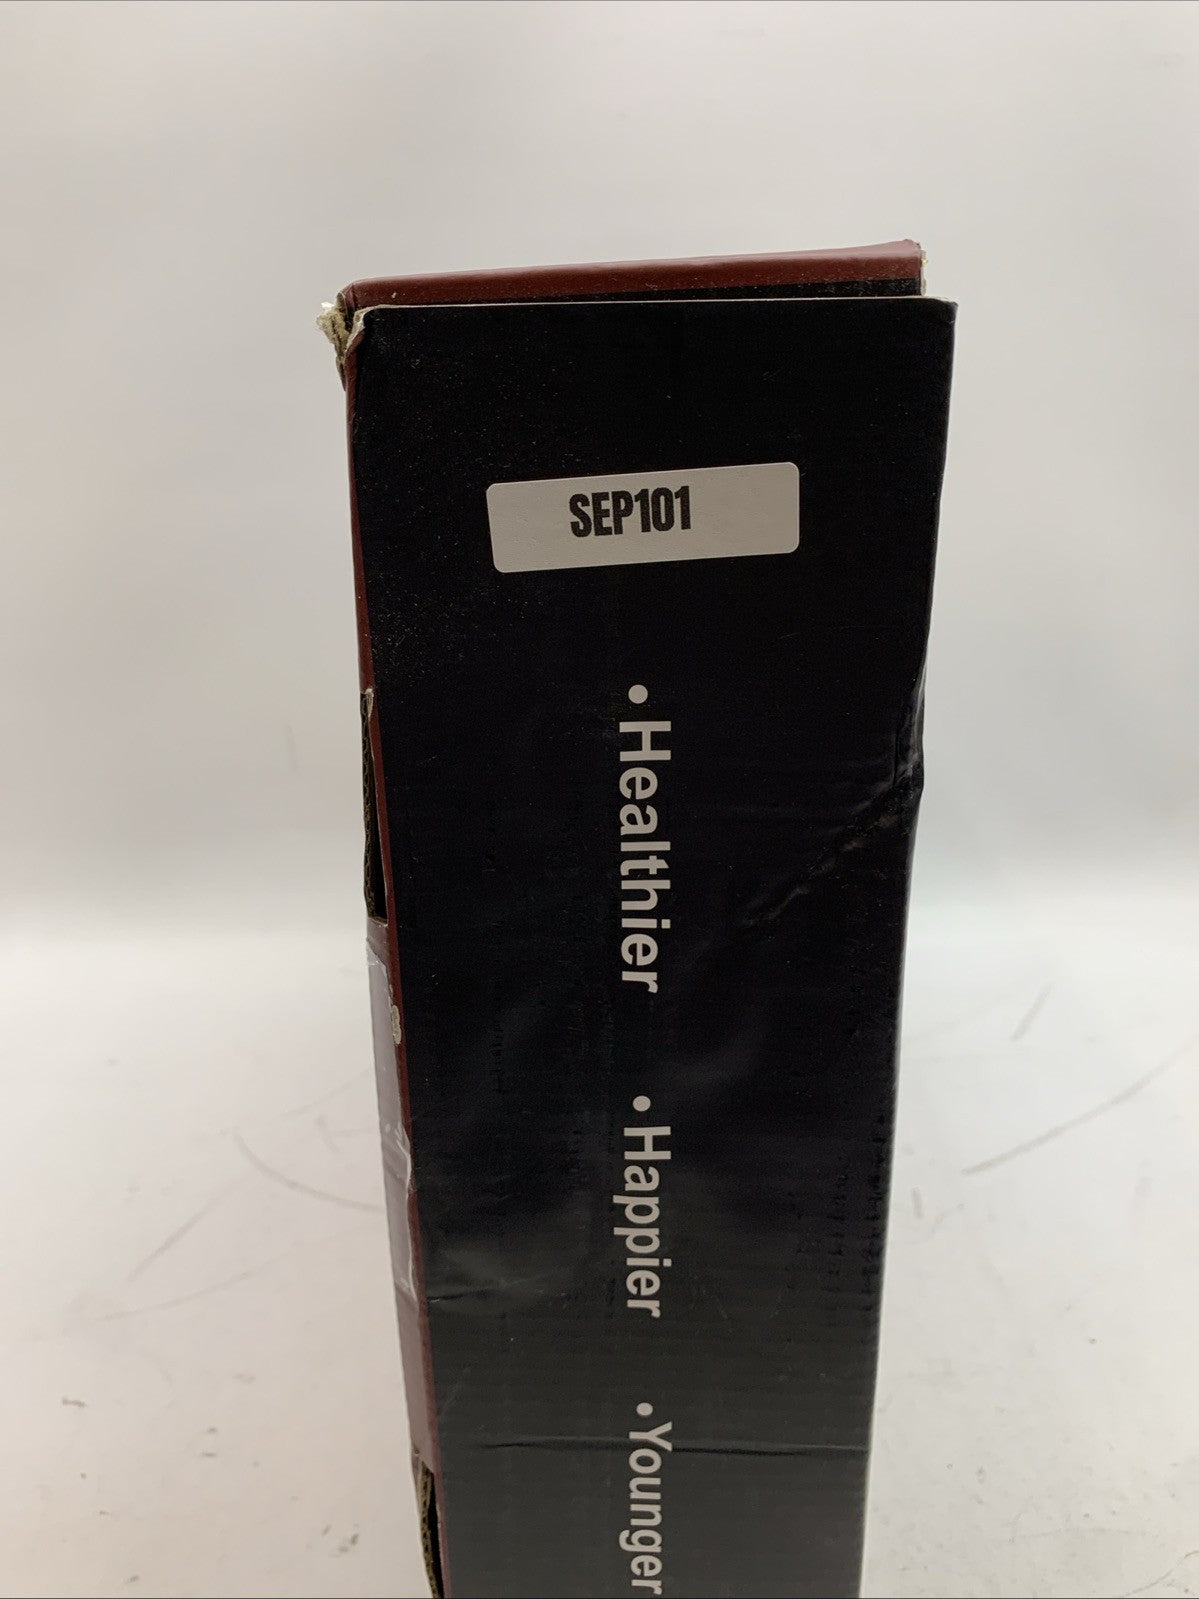 SEP101
• Healthier
• Happier
• Younger